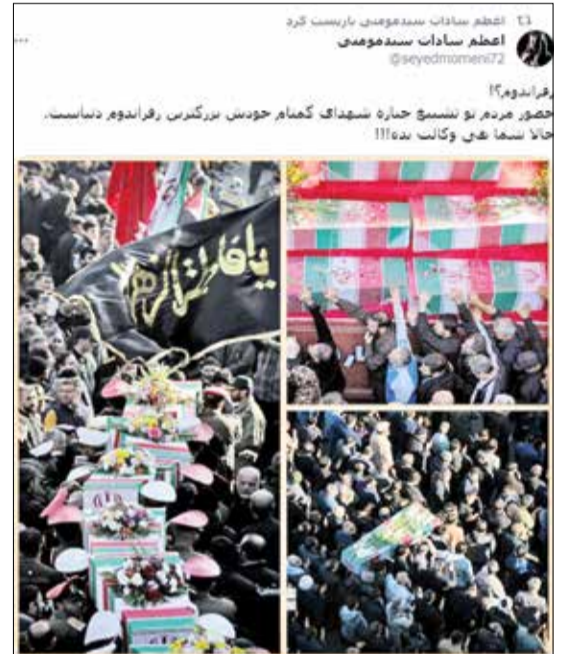 اعظم سادات سیدمومنی بازپست کرد
اعظم سادات سیدمومنی
@seyedmomeni72
رفراندوم؟!
حضور مردم تو تشییع جنازه شهدای گمنام خودش بزرگترین رفراندوم دنیاست.
حالا شما هی وکالت بده!!!
یا فاطمة الزهرا